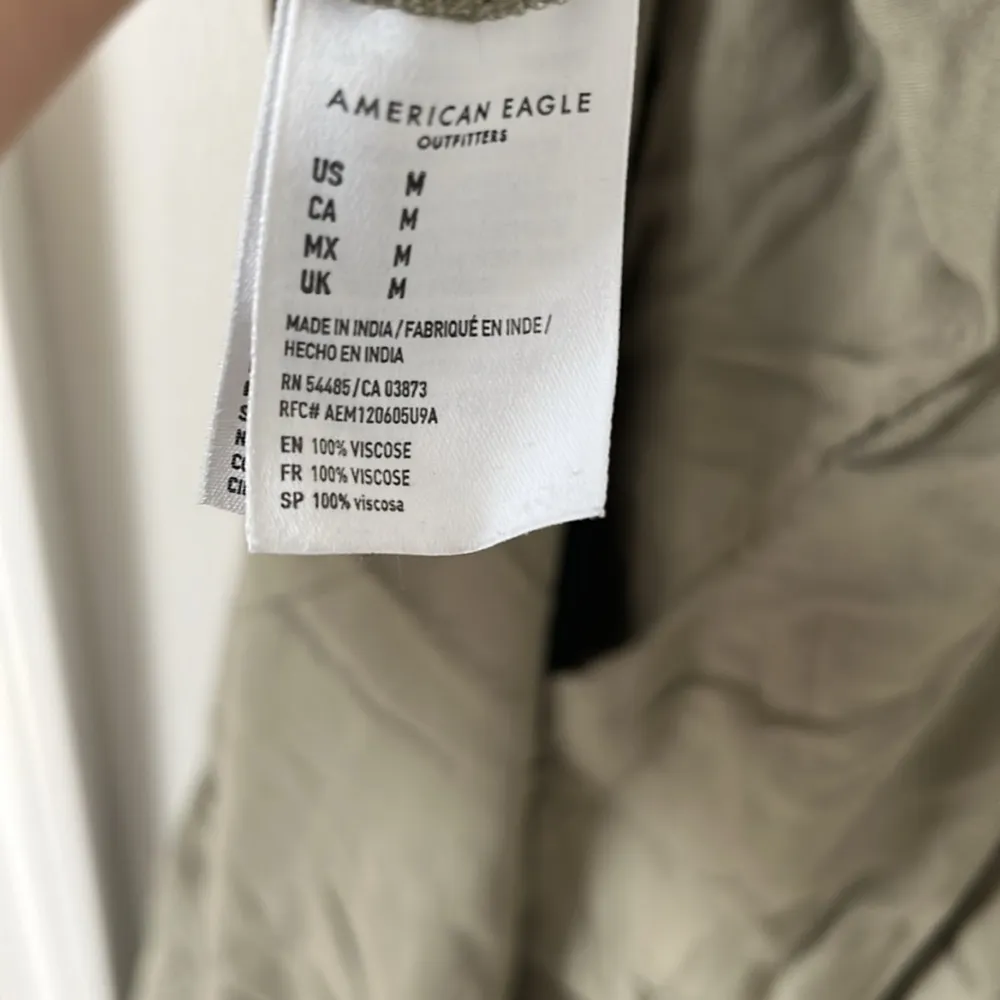 AMERICAN EAGLE
OUTFITTERS
US M
CA M
MX M
UK M
MADE IN INDIA / FABRIQUÉ EN INDE /
HECHO EN INDIA
RN 54485 / CA 03873
RFC# AEM120605U9A
EN 100% VISCOSE
FR 100% VISCOSE
SP 100% viscosa